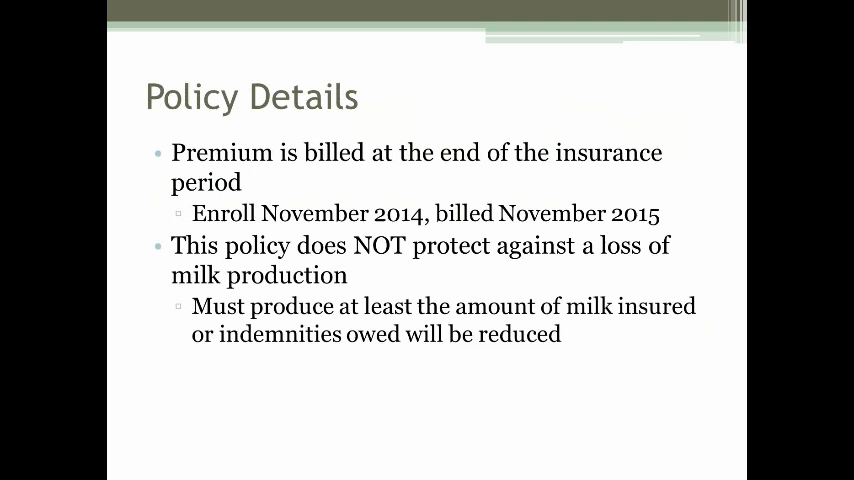 Policy Details
• Premium is billed at the end of the insurance
period
▫ Enroll November 2014, billed November 2015
• This policy does NOT protect against a loss of
milk production
▫ Must produce at least the amount of milk insured
or indemnities owed will be reduced